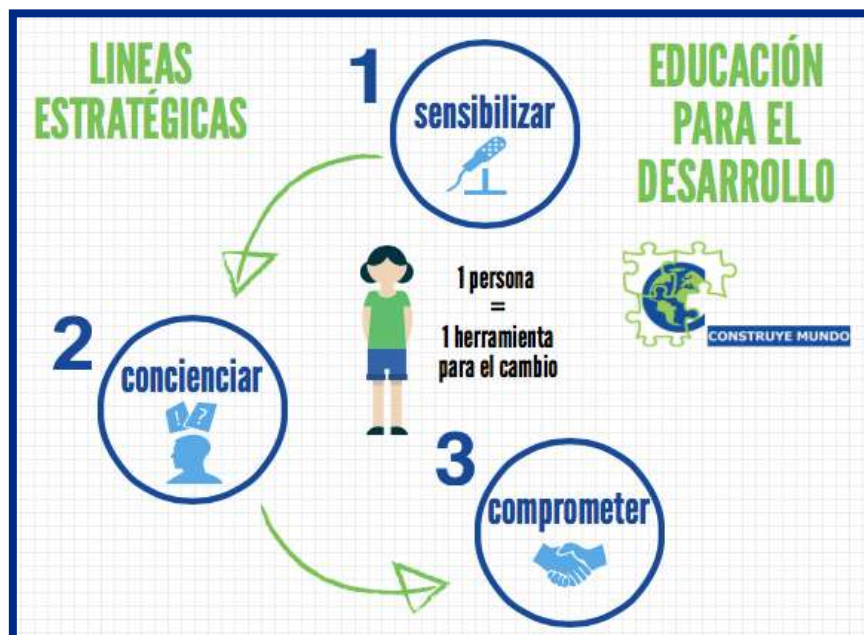 LINEAS
ESTRATÉGICAS
1
sensibilizar
EDUCACIÓN
PARA EL
DESARROLLO
1 persona
=
1 herramienta
para el cambio
CONSTRUYE MUNDO
2
concienciar
! ?
3
comprometer